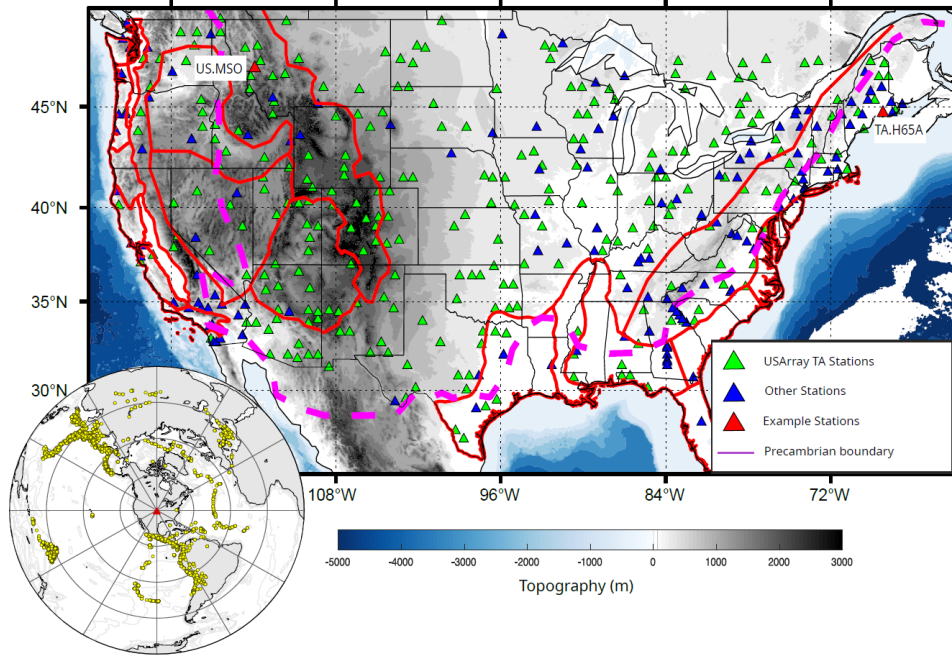 US.MSO
TA.H65A
45°N
40°N
35°N
30°N
USArray TA Stations
Other Stations
Example Stations
Precambrian boundary
108°W
96°W
84°W
72°W
-5000
-4000
-3000
-2000
-1000
0
1000
2000
3000
Topography (m)